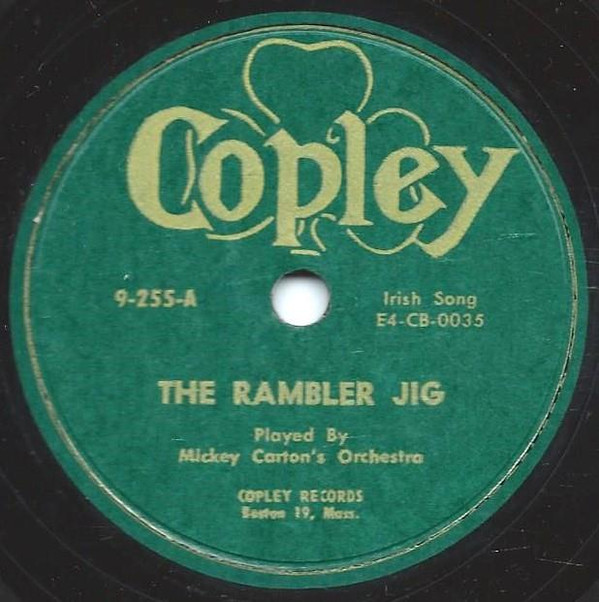 Copley
9-255-A
Irish Song
E4-CB-0035
THE RAMBLER JIG
Played By
Mickey Carton's Orchestra
COPLEY RECORDS
Boston 19, Mass.